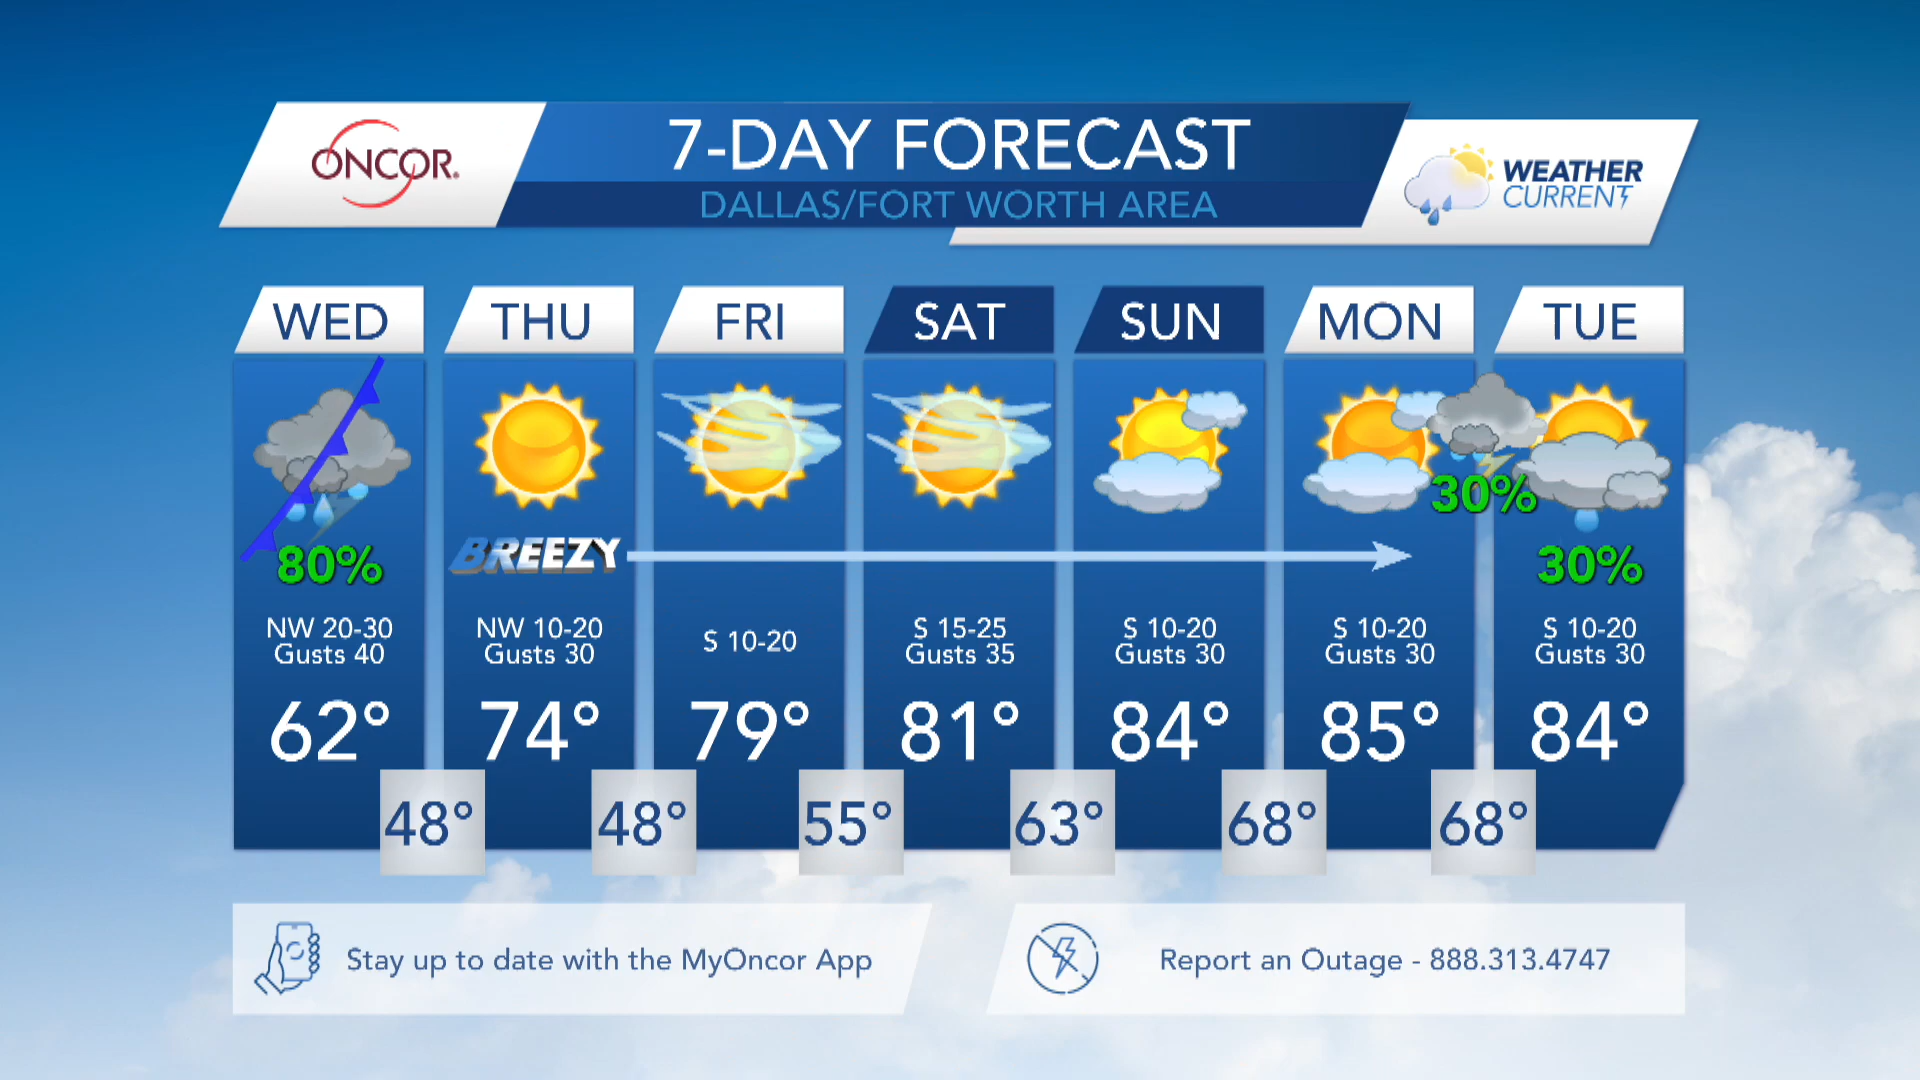 ONCOR®
7-DAY FORECAST
DALLAS/FORT WORTH AREA
WEATHER
CURRENT
WED
THU
FRI
SAT
SUN
MON
TUE
30%
BREEZY
80%
30%
NW 20-30
Gusts 40
NW 10-20
Gusts 30
S 10-20
S 15-25
Gusts 35
S 10-20
Gusts 30
S 10-20
Gusts 30
S 10-20
Gusts 30
62°
74°
79°
81°
84°
85°
84°
48°
48°
55°
63°
68°
68°
Stay up to date with the MyOncor App
Report an Outage - 888.313.4747